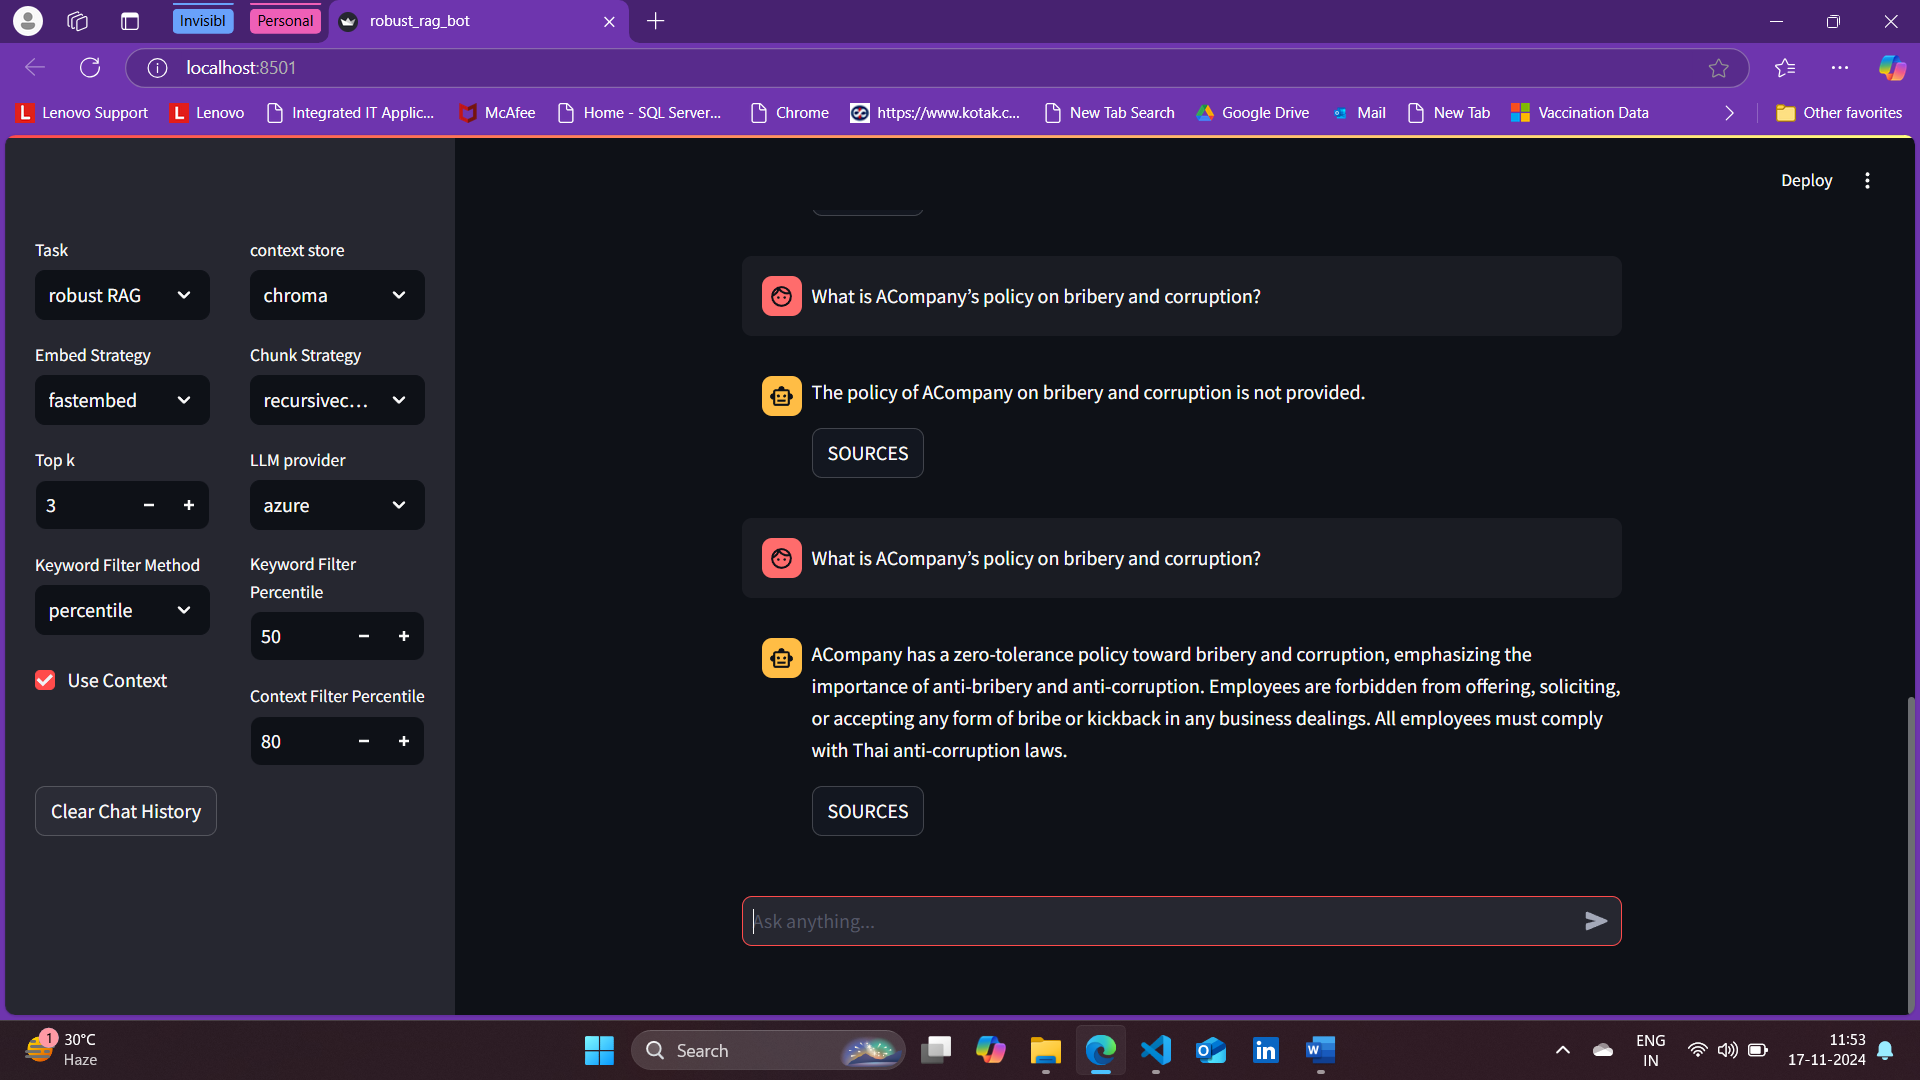 Invisibl
Personal
robust_rag_bot
localhost:8501
Lenovo Support
Lenovo
Integrated IT Applic...
McAfee
Home - SQL Server...
Chrome
https://www.kotak.c...
New Tab Search
Google Drive
Mail
New Tab
Vaccination Data
Other favorites
Deploy
Task
context store
robust RAG
chroma
Embed Strategy
Chunk Strategy
fastembed
recursivec...
Top k
LLM provider
3
azure
Keyword Filter Method
Keyword Filter
Percentile
percentile
50
Use Context
Context Filter Percentile
80
Clear Chat History
What is ACompany’s policy on bribery and corruption?
The policy of ACompany on bribery and corruption is not provided.
SOURCES
What is ACompany’s policy on bribery and corruption?
ACompany has a zero-tolerance policy toward bribery and corruption, emphasizing the
importance of anti-bribery and anti-corruption. Employees are forbidden from offering, soliciting,
or accepting any form of bribe or kickback in any business dealings. All employees must comply
with Thai anti-corruption laws.
SOURCES
Ask anything...
1
30°C
Haze
Search
ENG
IN
11:53
17-11-2024